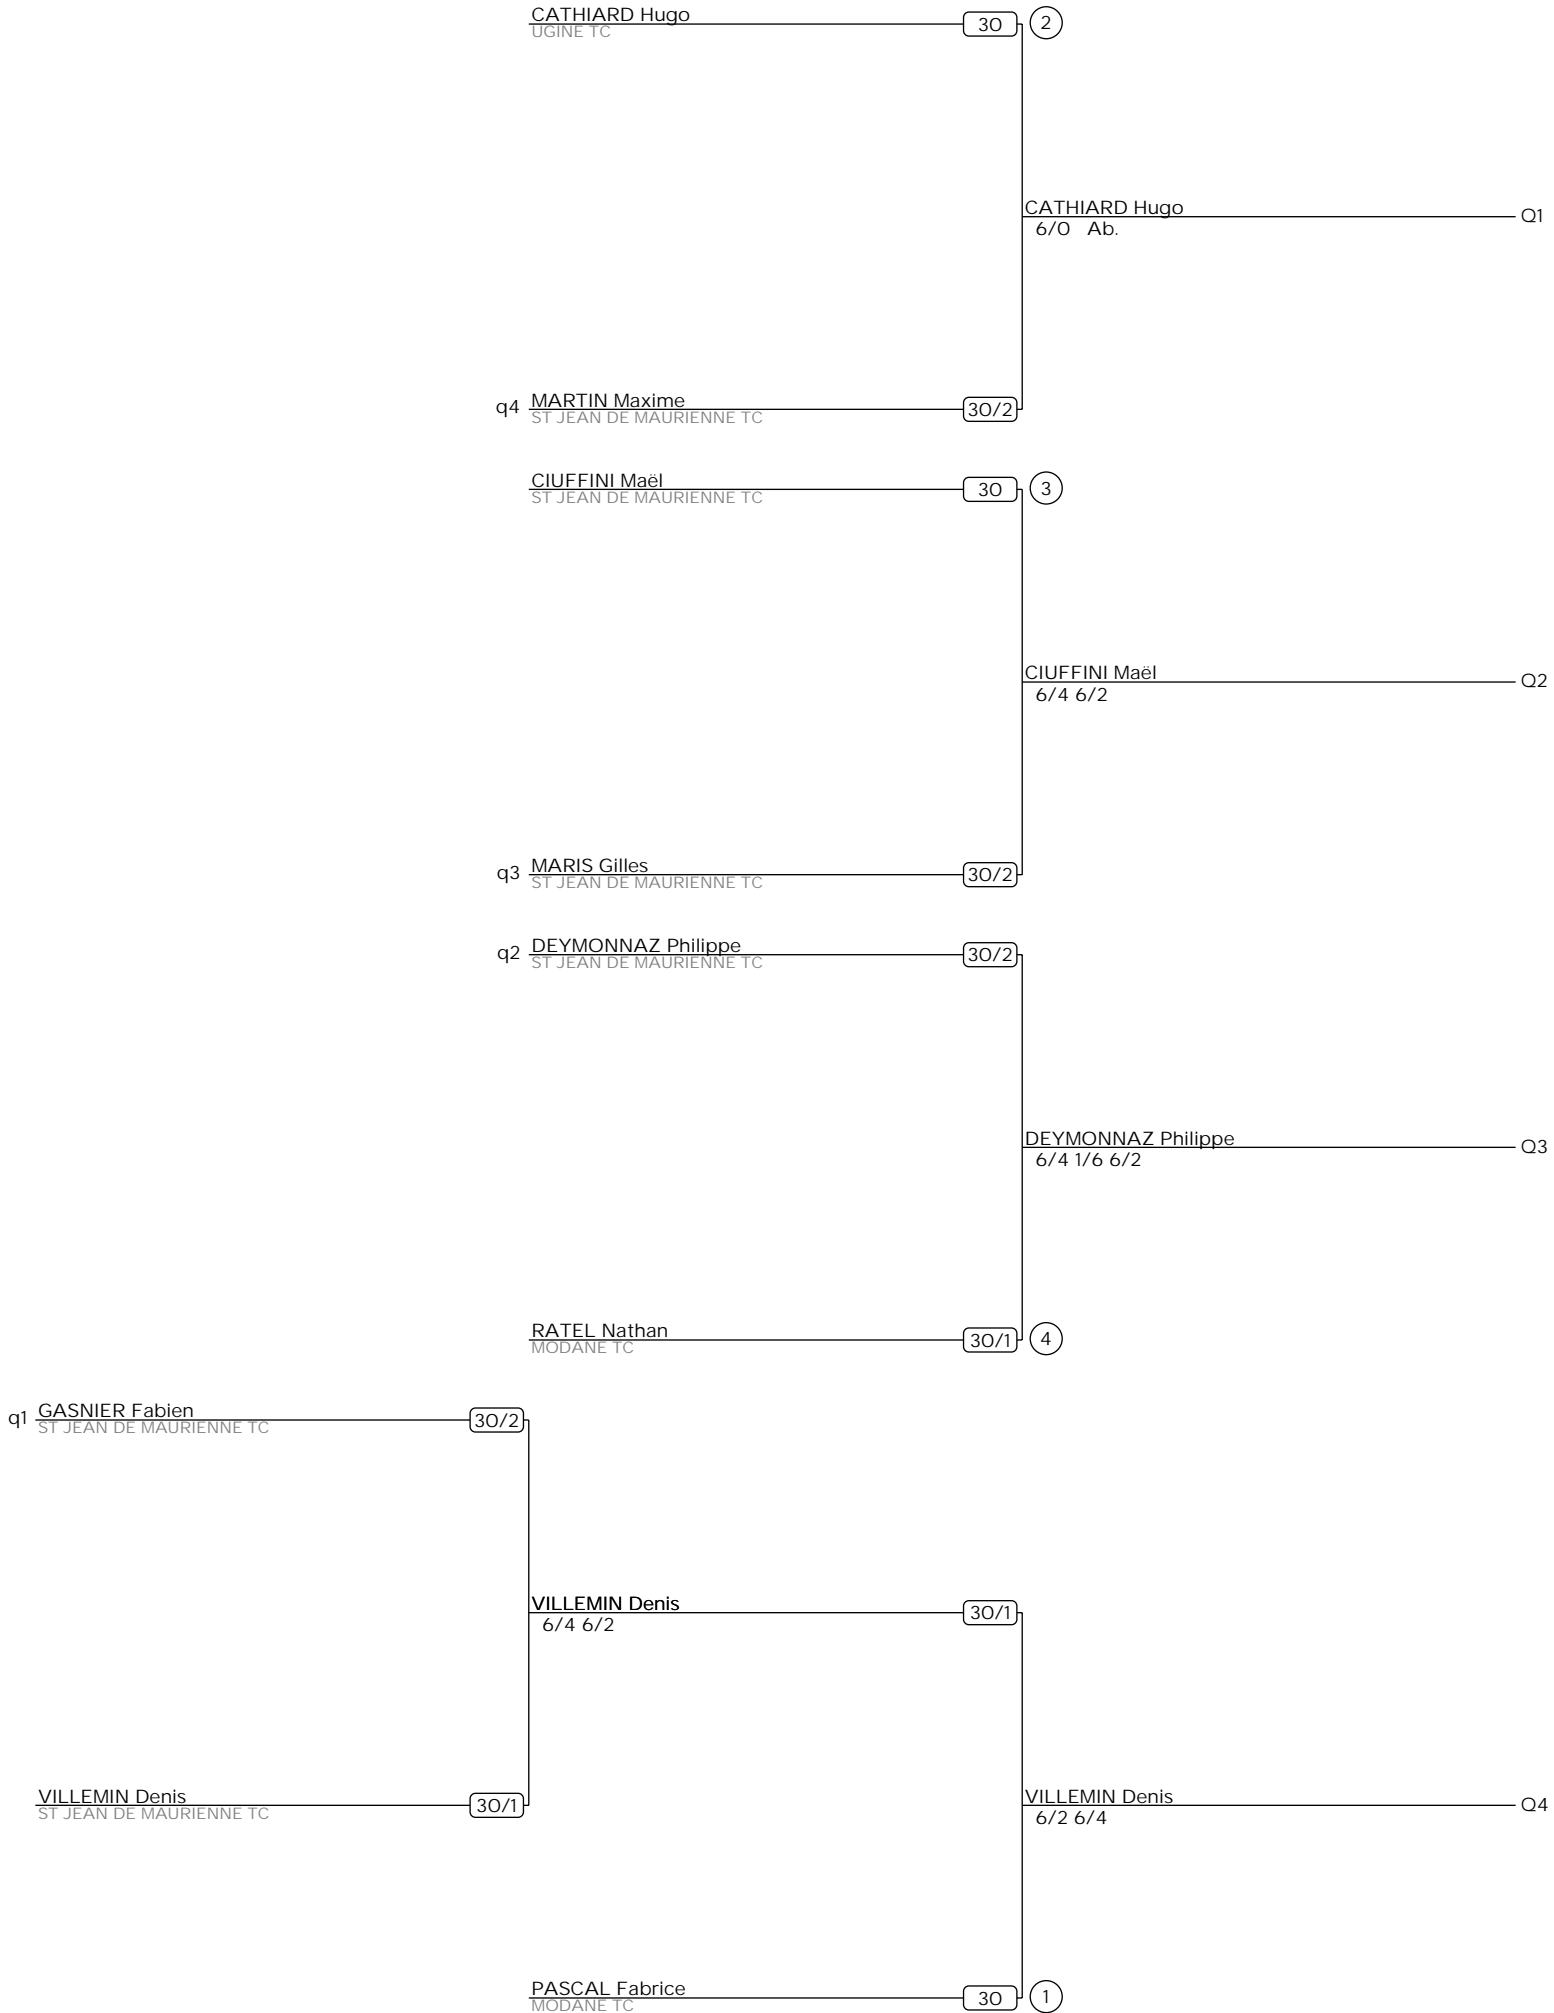 CATHIARD Hugo 30 2
UGINE TC
CATHIARD Hugo Q1
6/0 Ab.
q4 MARTIN Maxime 30/2
ST JEAN DE MAURIENNE TC
CIUFFINI Maël 30 3
ST JEAN DE MAURIENNE TC
CIUFFINI Maël Q2
6/4 6/2
q3 MARIS Gilles 30/2
ST JEAN DE MAURIENNE TC
q2 DEYMONNAZ Philippe 30/2
ST JEAN DE MAURIENNE TC
DEYMONNAZ Philippe Q3
6/4 1/6 6/2
RATEL Nathan 30/1 4
MODANE TC
q1 GASNIER Fabien 30/2
ST JEAN DE MAURIENNE TC
VILLEMIN Denis 30/1
6/4 6/2
VILLEMIN Denis 30/1
ST JEAN DE MAURIENNE TC
VILLEMIN Denis Q4
6/2 6/4
PASCAL Fabrice 30 1
MODANE TC